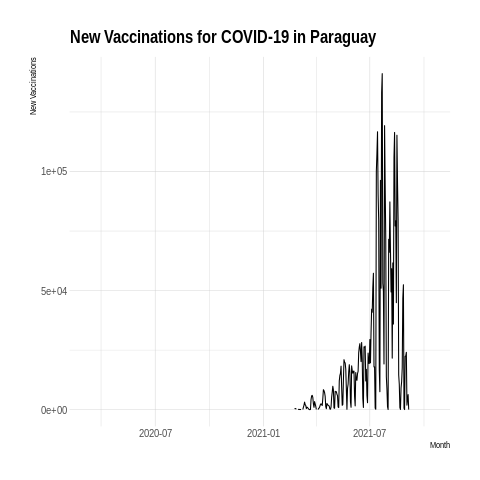 New Vaccinations for COVID-19 in Paraguay
New Vaccinations
1e+05
5e+04
0e+00
2020-07
2021-01
2021-07
Month